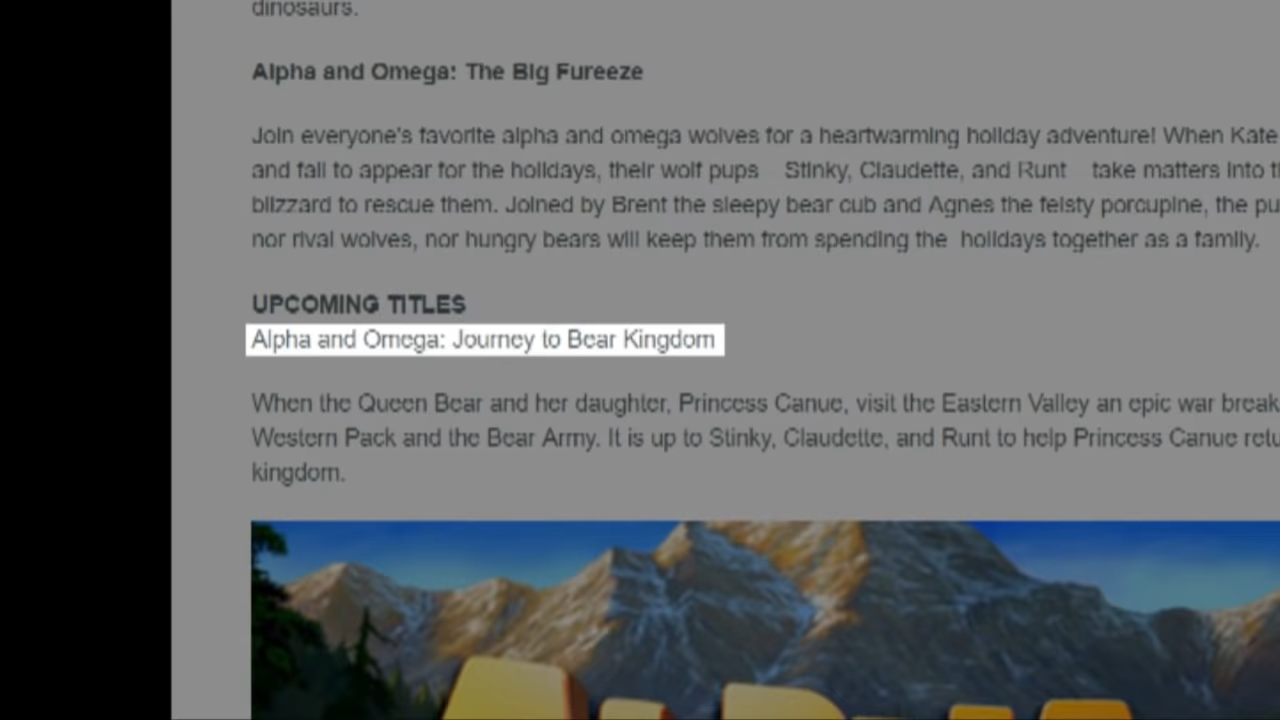 dinosaurs.
Alpha and Omega: The Big Fureeze
Join everyone's favorite alpha and omega wolves for a heartwarming holiday adventure! When Kate
and fail to appear for the holidays, their wolf pups Stinky, Claudette, and Runt take matters into
blizzard to rescue them. Joined by Brent the sleepy bear cub and Agnes the feisty porcupine, the
nor rival wolves, nor hungry bears will keep them from spending the holidays together as a family.
UPCOMING TITLES
Alpha and Omega: Journey to Bear Kingdom
When the Queen Bear and her daughter, Princess Canue, visit the Eastern Valley an epic war break
Western Pack and the Bear Army. It is up to Stinky, Claudette, and Runt to help Princess Canue
kingdom.